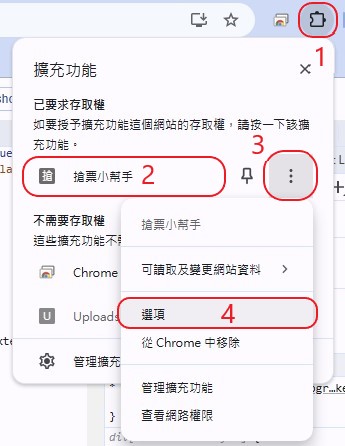 1
擴充功能
已要求存取權
如要授予擴充功能這個網站的存取權，請按一下該擴
充功能。
3
搶
搶票小幫手
2
不需要存取權
這些擴充功能不
搶票小幫手
Chrome
可讀取及變更網站資料
U
Uploads
選項
4
從 Chrome 中移除
管理擴充
管理擴充功能
查看網路權限